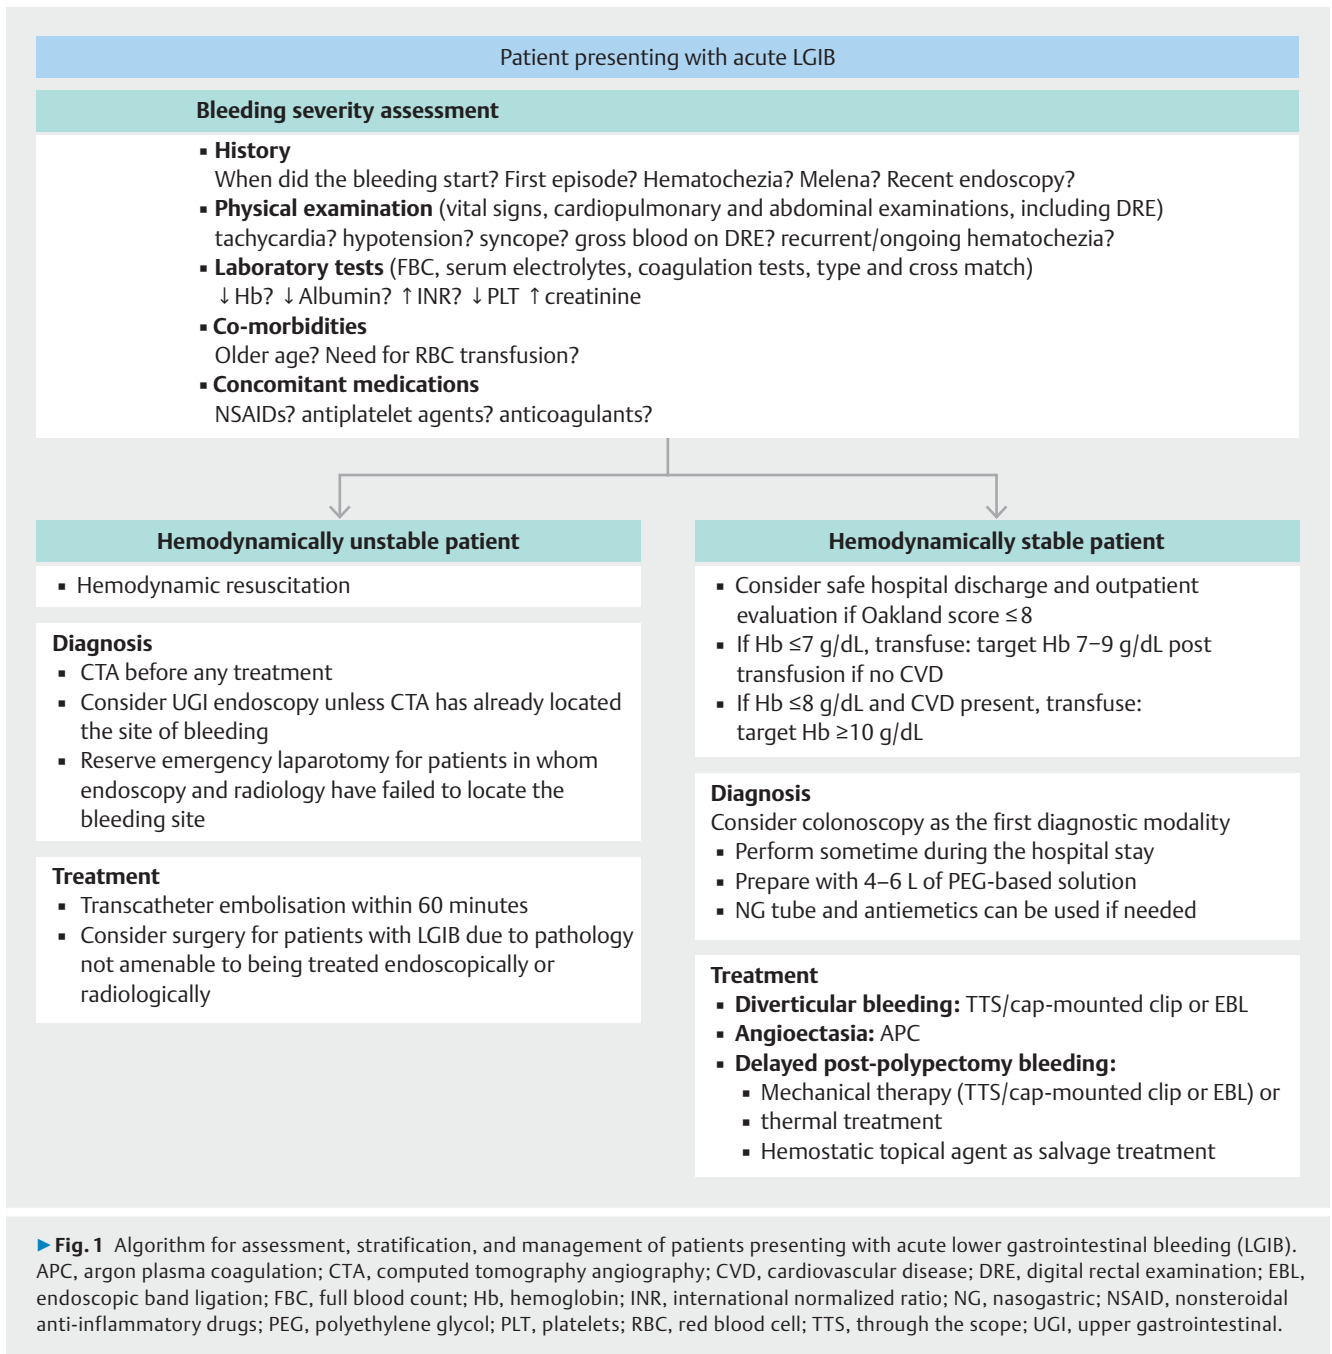 Patient presenting with acute LGIB
Bleeding severity assessment
▪ History
When did the bleeding start? First episode? Hematochezia? Melena? Recent endoscopy?
▪ Physical examination (vital signs, cardiopulmonary and abdominal examinations, including DRE)
tachycardia? hypotension? syncope? gross blood on DRE? recurrent/ongoing hematochezia?
▪ Laboratory tests (FBC, serum electrolytes, coagulation tests, type and cross match)
↓Hb? ↓Albumin? ↑INR? ↓PLT ↑creatinine
▪ Co-morbidities
Older age? Need for RBC transfusion?
▪ Concomitant medications
NSAIDs? antiplatelet agents? anticoagulants?
Hemodynamically unstable patient
▪ Hemodynamic resuscitation
Diagnosis
▪ CTA before any treatment
▪ Consider UGI endoscopy unless CTA has already located
the site of bleeding
▪ Reserve emergency laparotomy for patients in whom
endoscopy and radiology have failed to locate the
bleeding site
Treatment
▪ Transcatheter embolisation within 60 minutes
▪ Consider surgery for patients with LGIB due to pathology
not amenable to being treated endoscopically or
radiologically
Hemodynamically stable patient
▪ Consider safe hospital discharge and outpatient
evaluation if Oakland score ≤8
▪ If Hb ≤7 g/dL, transfuse: target Hb 7–9 g/dL post
transfusion if no CVD
▪ If Hb ≤8 g/dL and CVD present, transfuse:
target Hb ≥10 g/dL
Diagnosis
Consider colonoscopy as the first diagnostic modality
▪ Perform sometime during the hospital stay
▪ Prepare with 4–6 L of PEG-based solution
▪ NG tube and antiemetics can be used if needed
Treatment
▪ Diverticular bleeding: TTS/cap-mounted clip or EBL
▪ Angioectasia: APC
▪ Delayed post-polypectomy bleeding:
▪ Mechanical therapy (TTS/cap-mounted clip or EBL) or
▪ thermal treatment
▪ Hemostatic topical agent as salvage treatment
▶ Fig. 1 Algorithm for assessment, stratification, and management of patients presenting with acute lower gastrointestinal bleeding (LGIB).
APC, argon plasma coagulation; CTA, computed tomography angiography; CVD, cardiovascular disease; DRE, digital rectal examination; EBL,
endoscopic band ligation; FBC, full blood count; Hb, hemoglobin; INR, international normalized ratio; NG, nasogastric; NSAID, nonsteroidal
anti-inflammatory drugs; PEG, polyethylene glycol; PLT, platelets; RBC, red blood cell; TTS, through the scope; UGI, upper gastrointestinal.